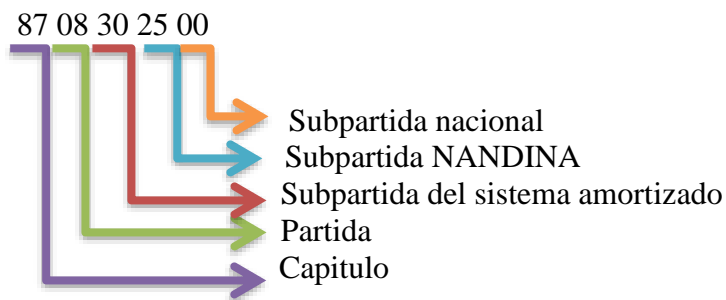 87 08 30 25 00
Subpartida nacional
Subpartida NANDINA
Subpartida del sistema amortizado
Partida
Capitulo